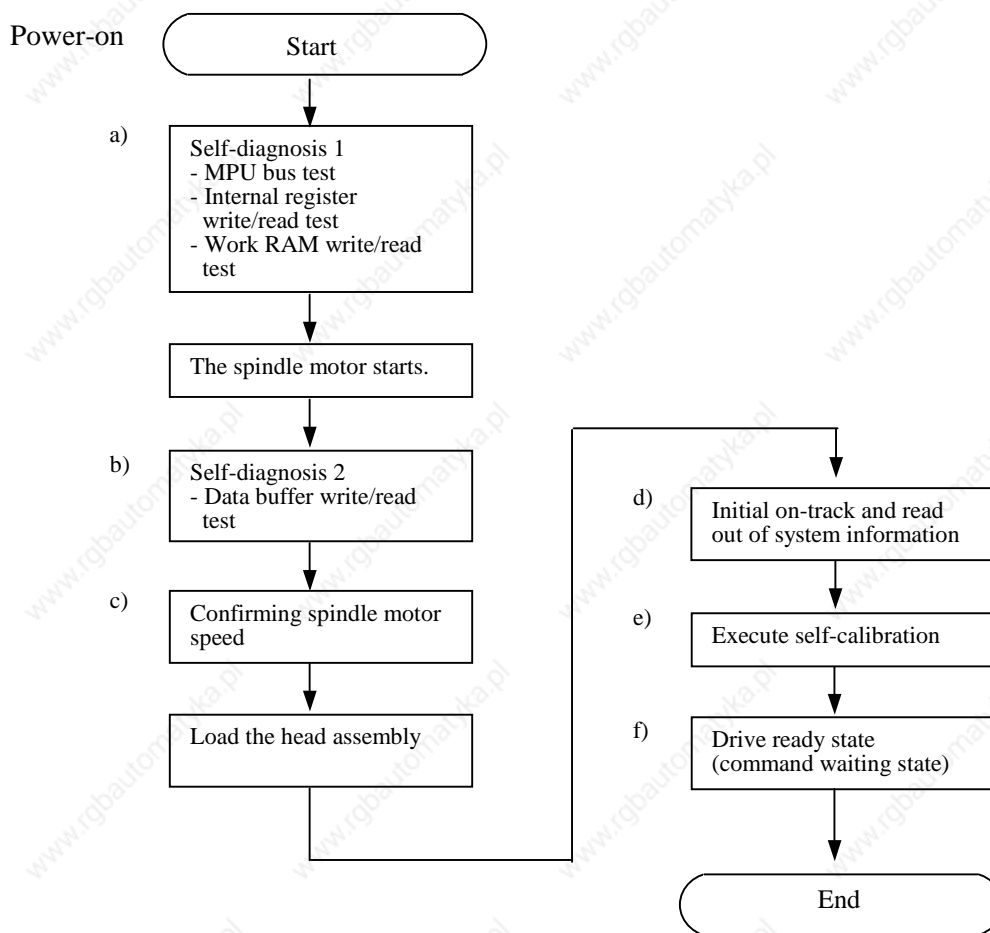 Power-on
Start
a)
Self-diagnosis 1
- MPU bus test
- Internal register
write/read test
- Work RAM write/read
test
The spindle motor starts.
b)
Self-diagnosis 2
- Data buffer write/read
test
c)
Confirming spindle motor
speed
Load the head assembly
d)
Initial on-track and read
out of system information
e)
Execute self-calibration
f)
Drive ready state
(command waiting state)
End
www.rgbautomatyka.pl